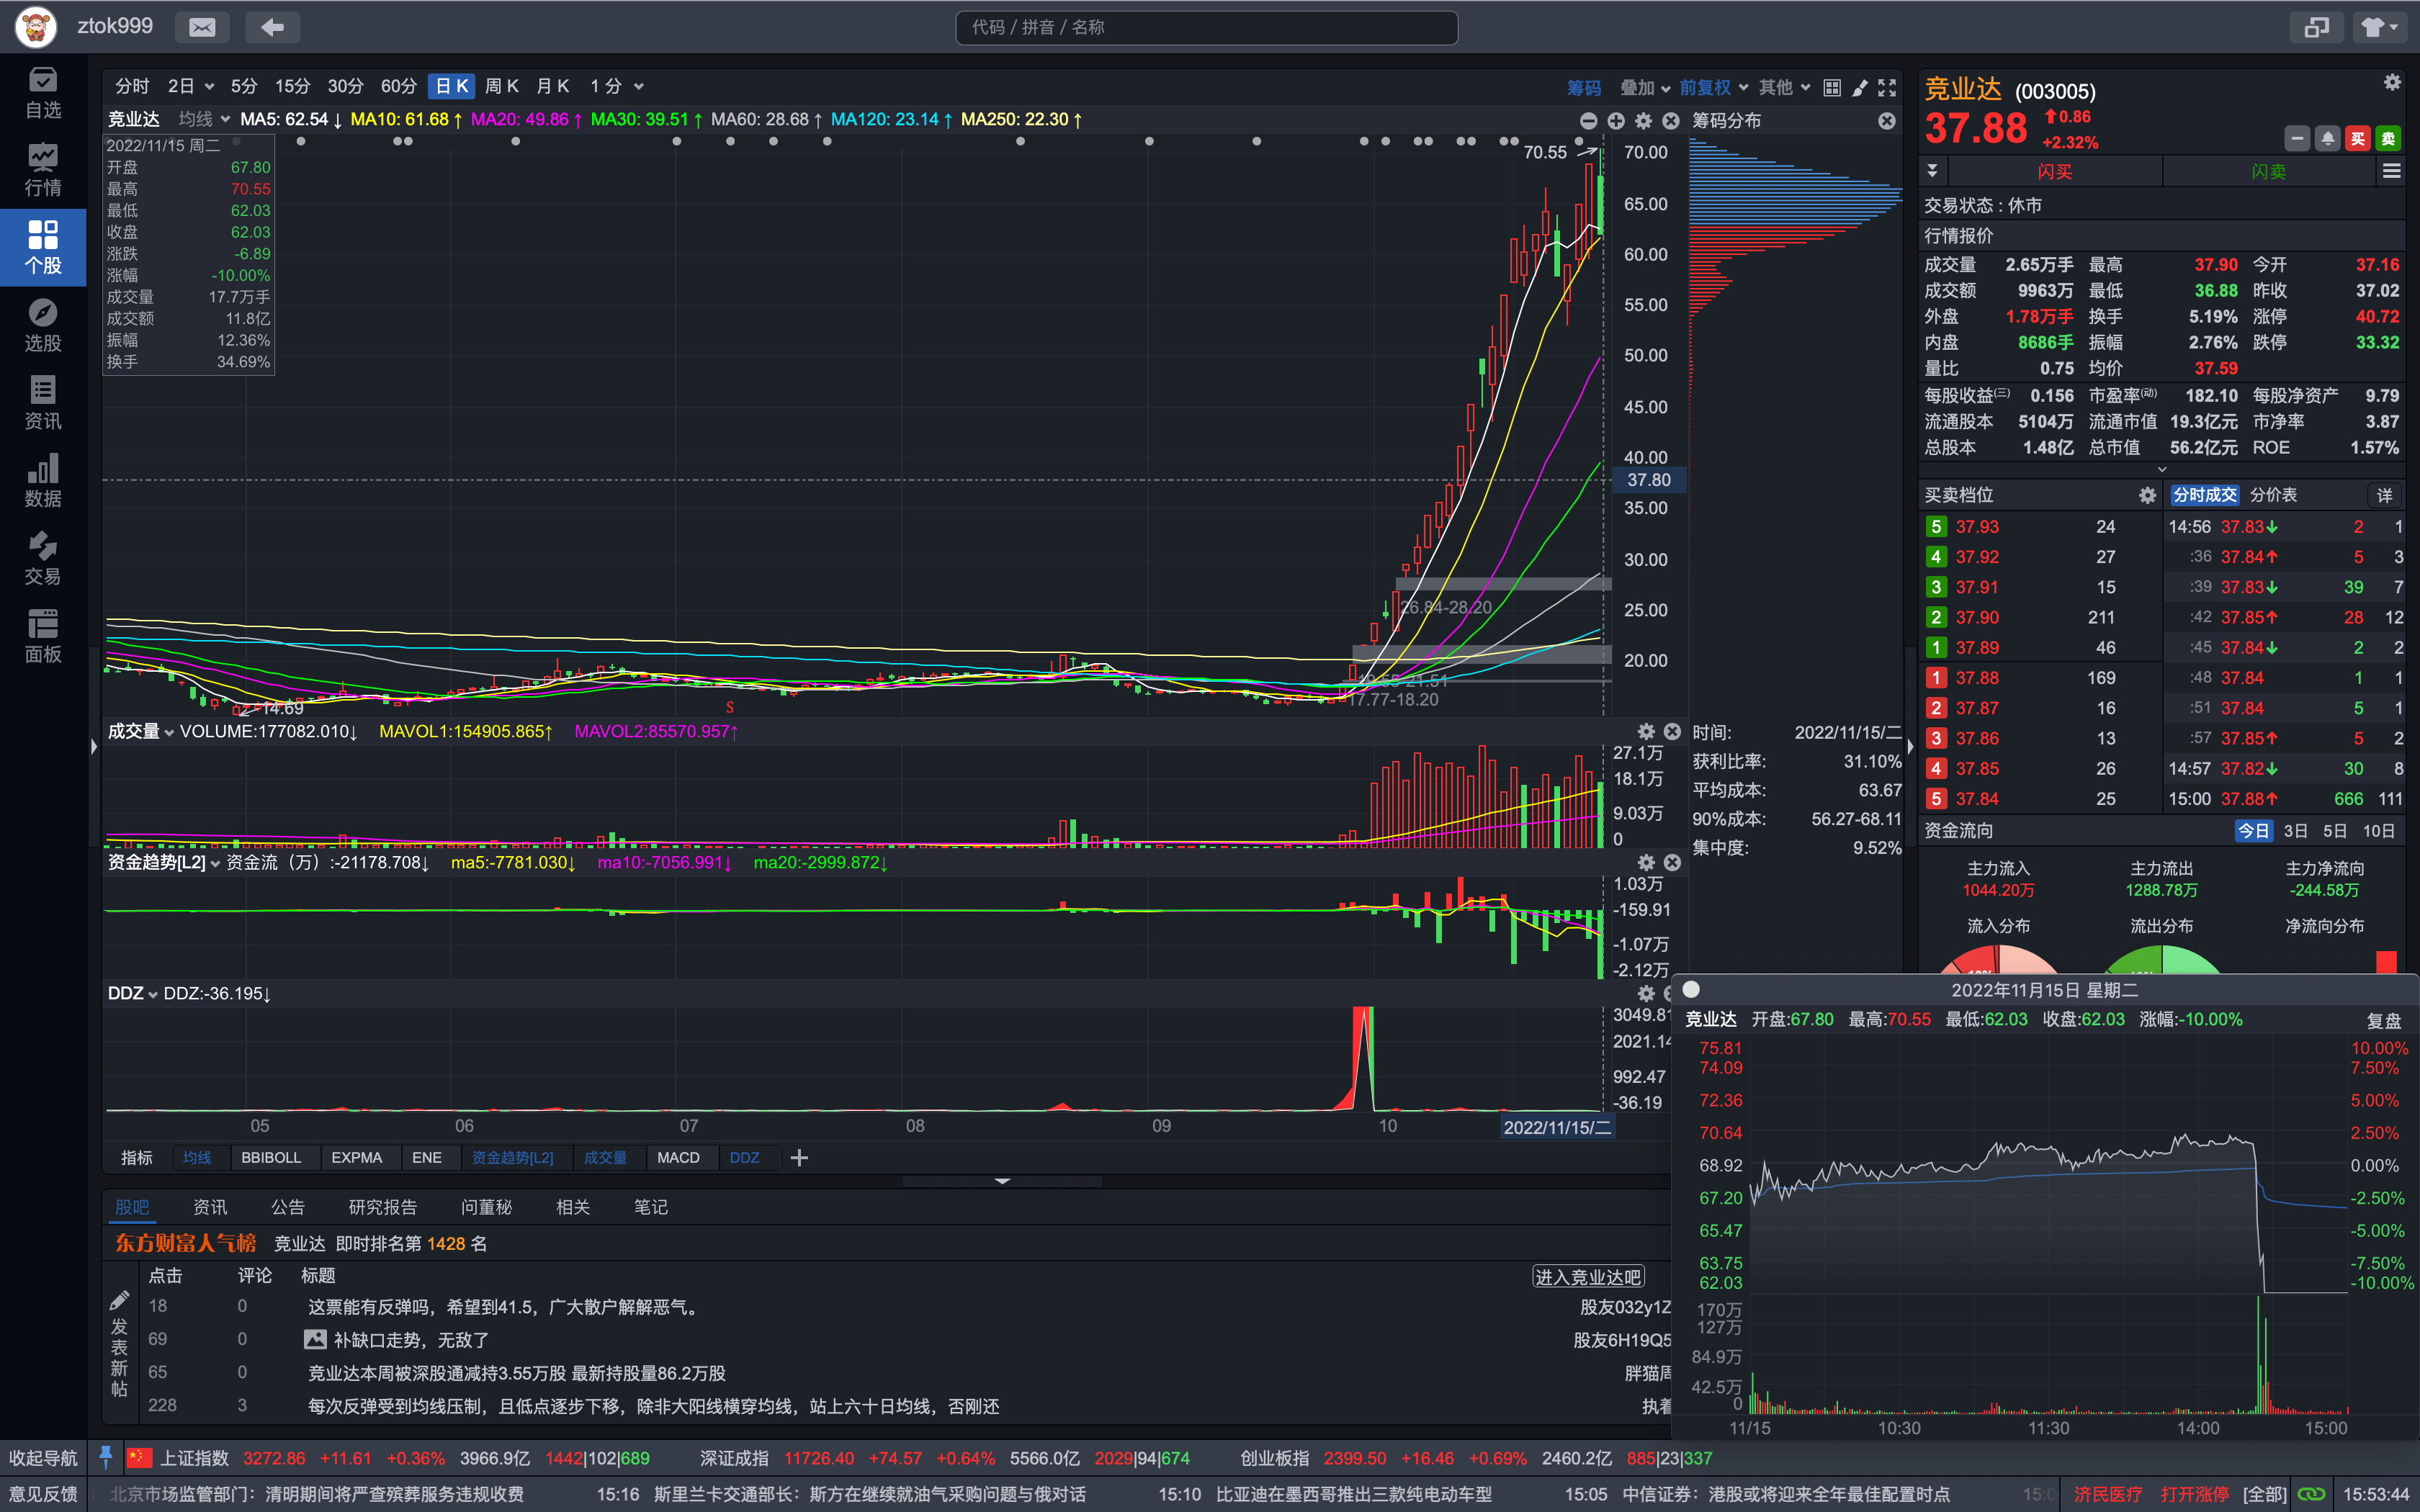 ztok999
代码 / 拼音 / 名称
自选
行情
个股
选股
资讯
数据
交易
面板
分时 2日 5分 15分 30分 60分 日K 周K 月K 1分 筹码 叠加 前复权 其他
竞业达 均线 MA5: 62.54↓ MA10: 61.68↑ MA20: 49.86↑ MA30: 39.51↑ MA60: 28.68↑ MA120: 23.14↑ MA250: 22.30↑
2022/11/15 周二
开盘 67.80
最高 70.55
最低 62.03
收盘 62.03
涨跌 -6.89
涨幅 -10.00%
成交量 17.7万手
成交额 11.8亿
振幅 12.36%
换手 34.69%
70.55
70.00
65.00
60.00
55.00
50.00
45.00
40.00
37.80
35.00
30.00
25.00
20.00
26.84-28.20
17.77-18.20
14.69
S
成交量 VOLUME:177082.010↓ MAVOL1:154905.865↑ MAVOL2:85570.957↑
27.1万
18.1万
9.03万
0
资金趋势[L2] 资金流（万）:-21178.708↓ ma5:-7781.030↓ ma10:-7056.991↓ ma20:-2999.872↓
1.03万
-159.91
-1.07万
-2.12万
DDZ DDZ:-36.195↓
2021.14
992.47
-36.19
05 06 07 08 09 10 2022/11/15/二
指标 均线 BBIBOLL EXPMA ENE 资金趋势[L2] 成交量 MACD DDZ
筹码分布
时间: 2022/11/15/二
获利比率: 31.10%
平均成本: 63.67
90%成本: 56.27-68.11
集中度: 9.52%
股吧 资讯 公告 研究报告 问董秘 相关 笔记
东方财富人气榜 竞业达 即时排名第 1428 名
点击 评论 标题 进入竞业达吧
发表新帖
18 0 这票能有反弹吗，希望到41.5，广大散户解解恶气。 股友032y1Z
69 0 补缺口走势，无敌了 股友6H19Q5
65 0 竞业达本周被深股通减持3.55万股 最新持股量86.2万股 胖猫周
228 3 每次反弹受到均线压制，且低点逐步下移，除非大阳线横穿均线，站上六十日均线，否刚还 执着
竞业达 (003005)
37.88 ↑0.86
+2.32%
买 卖
闪买 闪卖
交易状态 : 休市
行情报价
成交量 2.65万手 最高 37.90 今开 37.16
成交额 9963万 最低 36.88 昨收 37.02
外盘 1.78万手 换手 5.19% 涨停 40.72
内盘 8686手 振幅 2.76% 跌停 33.32
量比 0.75 均价 37.59
每股收益(三) 0.156 市盈率(动) 182.10 每股净资产 9.79
流通股本 5104万 流通市值 19.3亿元 市净率 3.87
总股本 1.48亿 总市值 56.2亿元 ROE 1.57%
买卖档位 分时成交 分价表 详
5 37.93 24 14:56 37.83↓ 2 1
4 37.92 27 :36 37.84↑ 5 3
3 37.91 15 :39 37.83↓ 39 7
2 37.90 211 :42 37.85↑ 28 12
1 37.89 46 :45 37.84↓ 2 2
1 37.88 169 :48 37.84 1 1
2 37.87 16 :51 37.84 5 1
3 37.86 13 :57 37.85↑ 5 2
4 37.85 26 14:57 37.82↓ 30 8
5 37.84 25 15:00 37.88↑ 666 111
资金流向 今日 3日 5日 10日
主力流入 主力流出 主力净流向
1044.20万 1288.78万 -244.58万
流入分布 流出分布 净流向分布
2022年11月15日 星期二
竞业达 开盘:67.80 最高:70.55 最低:62.03 收盘:62.03 涨幅:-10.00% 复盘
75.81 10.00%
74.09 7.50%
72.36 5.00%
70.64 2.50%
68.92 0.00%
67.20 -2.50%
65.47 -5.00%
63.75 -7.50%
62.03 -10.00%
170万
127万
84.9万
42.5万
0
11/15 10:30 11:30 14:00 15:00
收起导航 上证指数 3272.86 +11.61 +0.36% 3966.9亿 1442|102|689 深证成指 11726.40 +74.57 +0.64% 5566.0亿 2029|94|674 创业板指 2399.50 +16.46 +0.69% 2460.2亿 885|23|337
意见反馈 北京市场监管部门：清明期间将严查殡葬服务违规收费 15:16 斯里兰卡交通部长：斯方在继续就油气采购问题与俄对话 15:10 比亚迪在墨西哥推出三款纯电动车型 15:05 中信证券：港股或将迎来全年最佳配置时点 济民医疗 打开涨停 [全部] 15:53:44